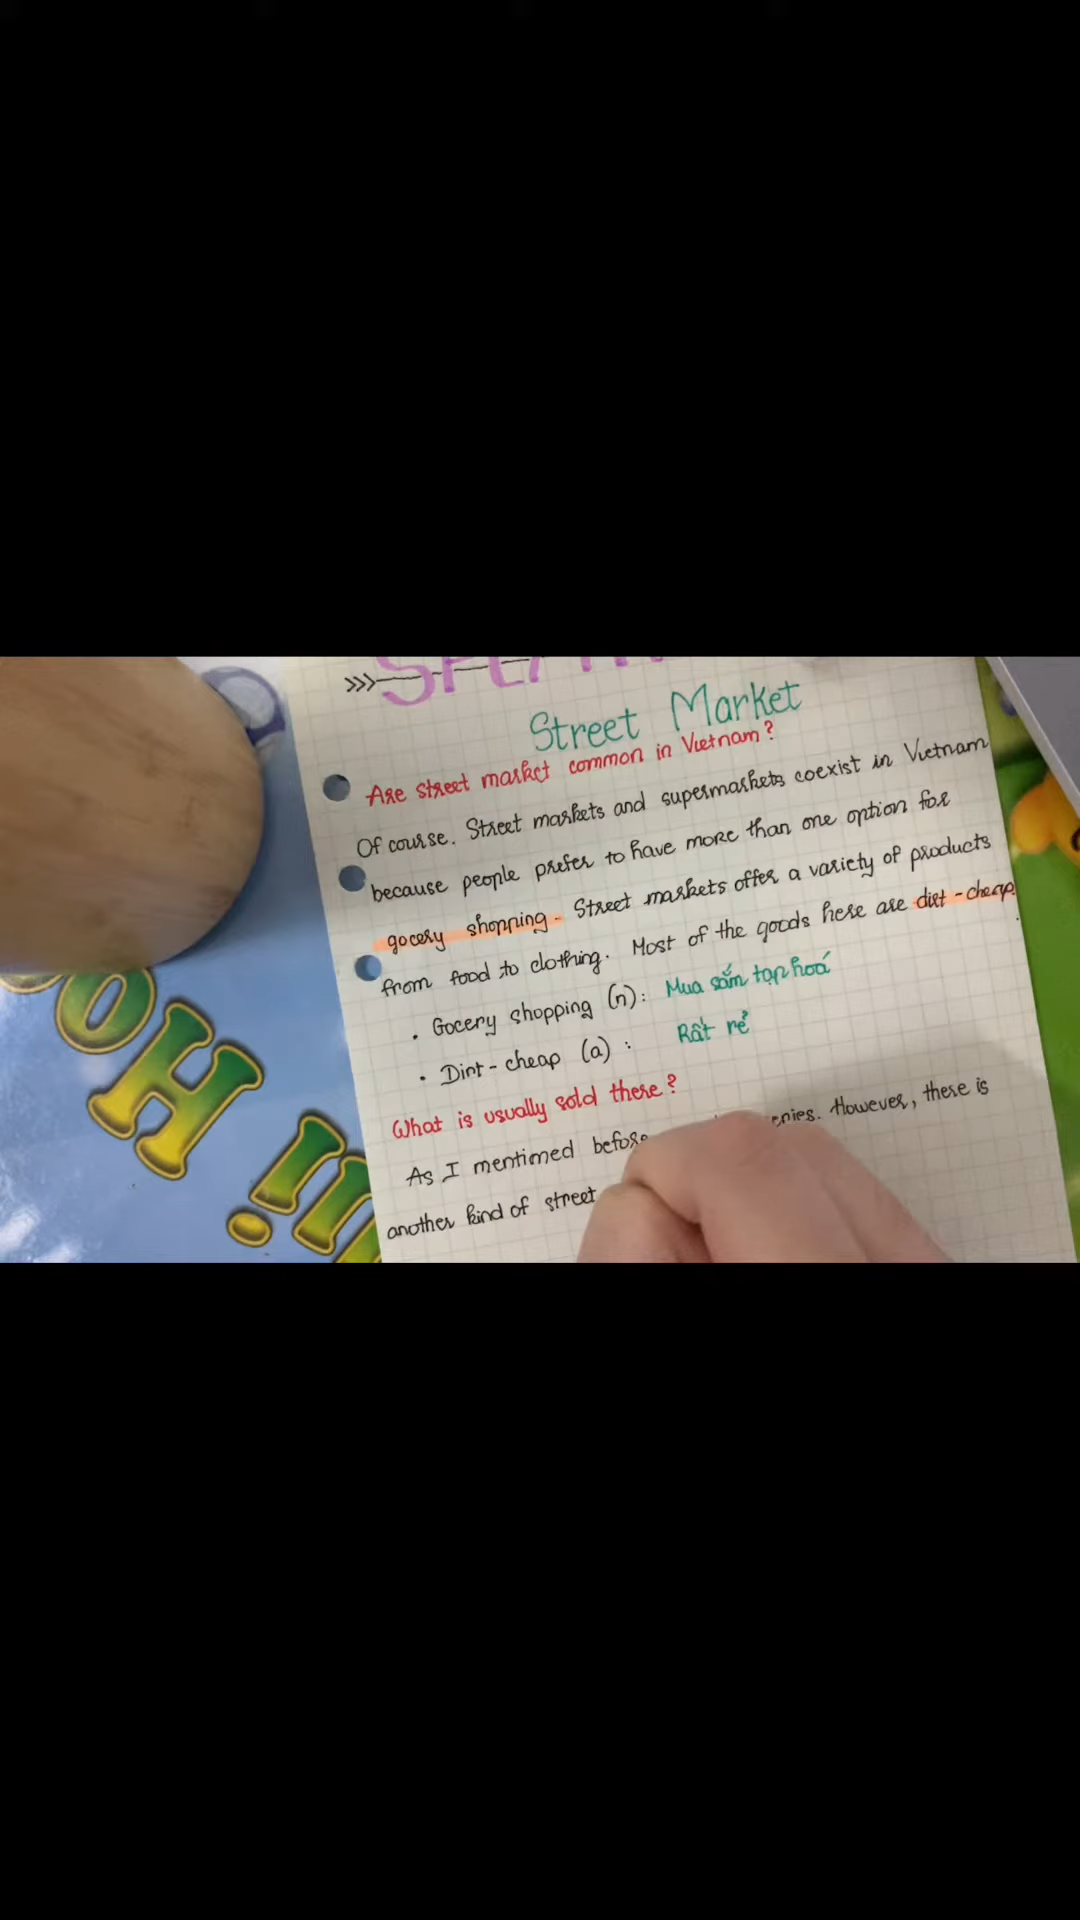 Street Market
Are street market common in Vietnam?
Of course. Street markets and supermarkets coexist in Vietnam
because people prefer to have more than one option for
gocery shopping. Street markets offer a variety of products
from food to clothing. Most of the goods here are dirt-cheap.
• Gocery shopping (n): Mua sắm tạp hoá
• Dirt-cheap (a): Rất rẻ
What is usually sold there?
As I mentioned before However, there is
another kind of street